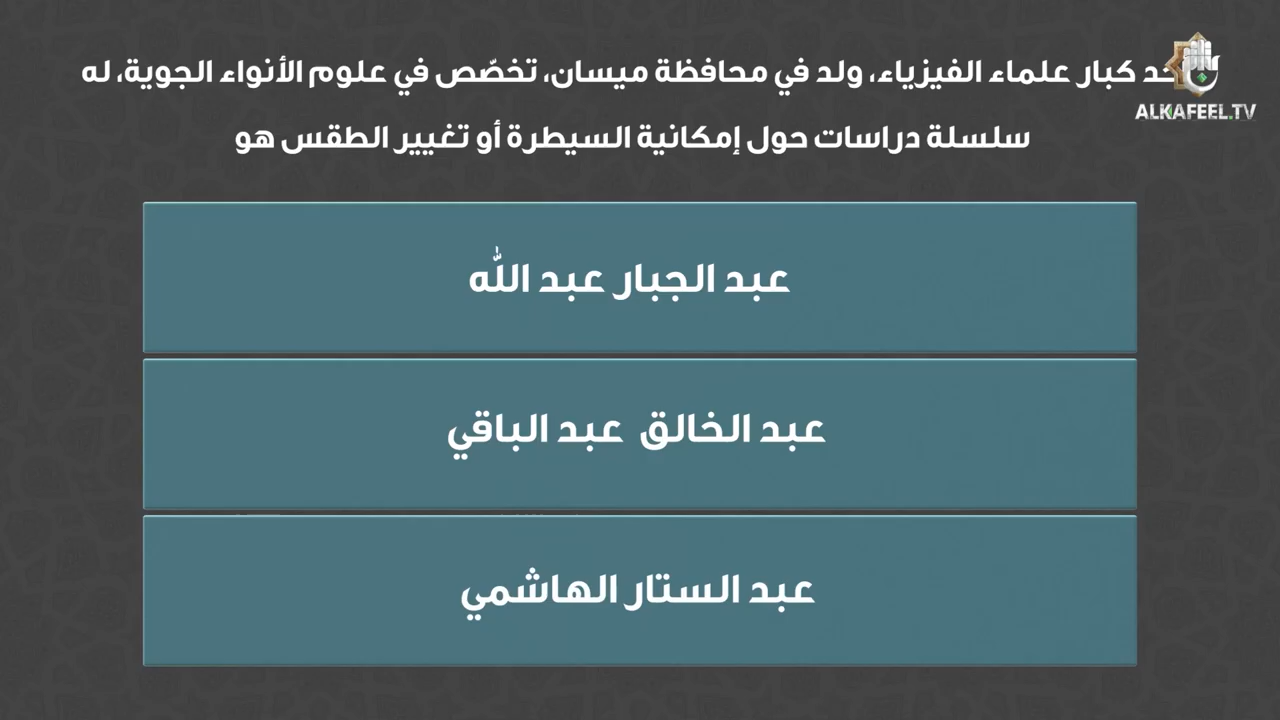 كبار علماء الفيزياء، ولد في محافظة ميسان، تخصّص في علوم الأنواء الجوية، له
سلسلة دراسات حول إمكانية السيطرة أو تغيير الطقس هو
عبد الجبار عبد الله
عبد الخالق عبد الباقي
عبد الستار الهاشمي
ALKAFEEL.TV